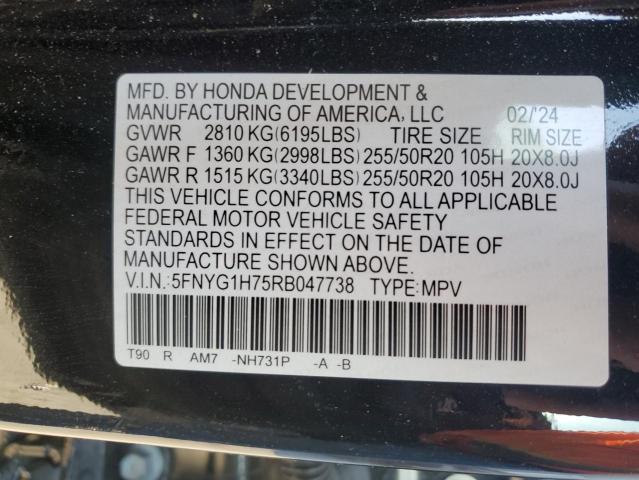 MFD. BY HONDA DEVELOPMENT &
MANUFACTURING OF AMERICA, LLC 02/'24
GVWR 2810 KG(6195LBS) TIRE SIZE RIM SIZE
GAWR F 1360 KG(2998LBS) 255/50R20 105H 20X8.0J
GAWR R 1515 KG(3340LBS) 255/50R20 105H 20X8.0J
THIS VEHICLE CONFORMS TO ALL APPLICABLE
FEDERAL MOTOR VEHICLE SAFETY
STANDARDS IN EFFECT ON THE DATE OF
MANUFACTURE SHOWN ABOVE.
V.I.N.:5FNYG1H75RB047738 TYPE:MPV
T90 R AM7 -NH731P -A -B